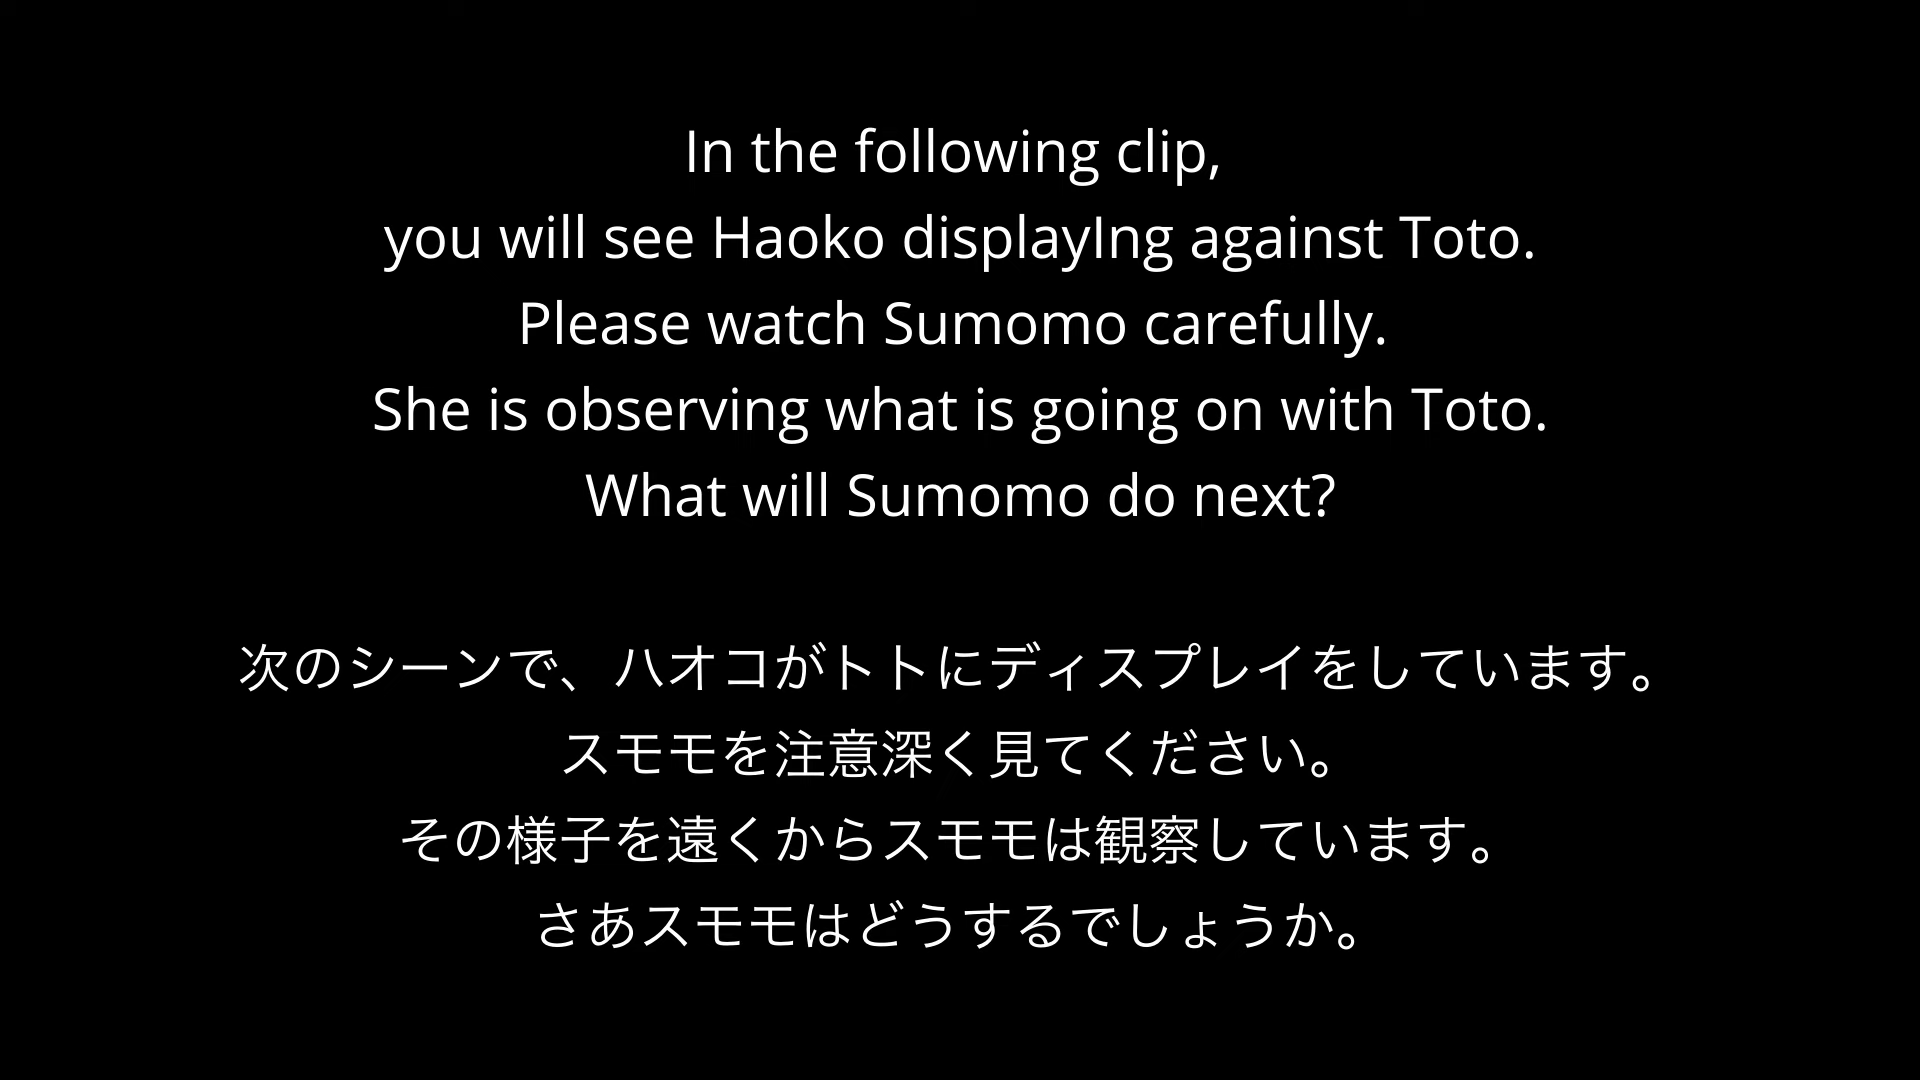 In the following clip,
you will see Haoko displayIng against Toto.
Please watch Sumomo carefully.
She is observing what is going on with Toto.
What will Sumomo do next?
次のシーンで、ハオコがトトにディスプレイをしています。
スモモを注意深く見てください。
その様子を遠くからスモモは観察しています。
さあスモモはどうするでしょうか。